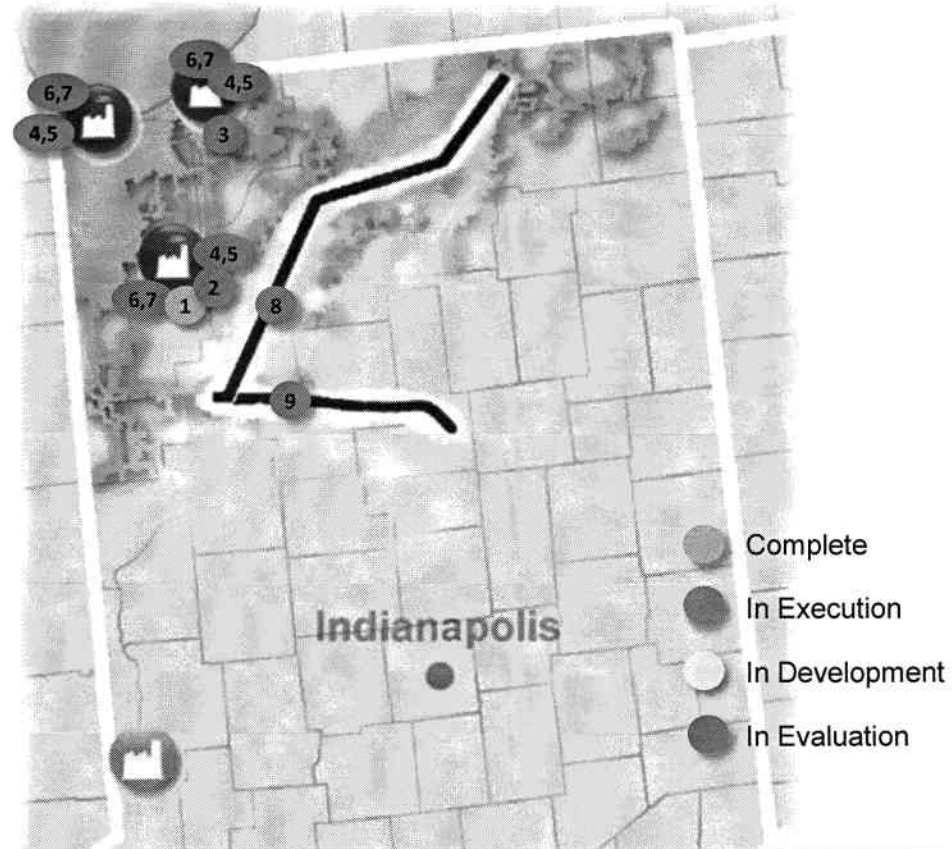 6,7
4,5
3
6,7
4,5
4,5
6,7
1
2
8
9
Complete
In Execution
Indianapolis
In Development
In Evaluation